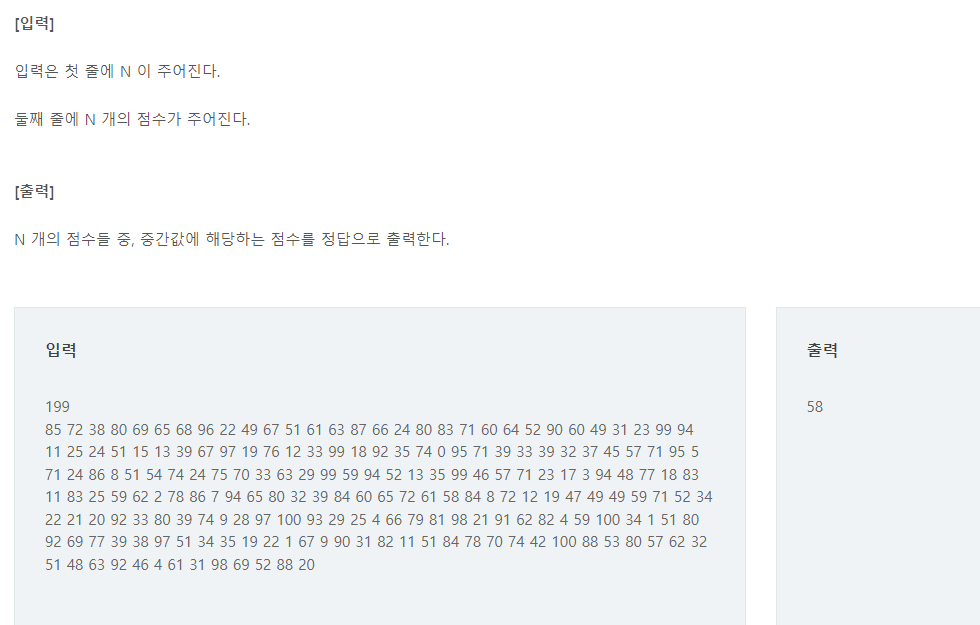 [입력]
입력은 첫 줄에 N 이 주어진다.
둘째 줄에 N 개의 점수가 주어진다.
[출력]
N 개의 점수들 중, 중간값에 해당하는 점수를 정답으로 출력한다.
입력
199
85 72 38 80 69 65 68 96 22 49 67 51 61 63 87 66 24 80 83 71 60 64 52 90 60 49 31 23 99 94
11 25 24 51 15 13 39 67 97 19 76 12 33 99 18 92 35 74 0 95 71 39 33 39 32 37 45 57 71 95 5
71 24 86 8 51 54 74 24 75 70 33 63 29 99 59 94 52 13 35 99 46 57 71 23 17 3 94 48 77 18 83
11 83 25 59 62 2 78 86 7 94 65 80 32 39 84 60 65 72 61 58 84 8 72 12 19 47 49 49 59 71 52 34
22 21 20 92 33 80 39 74 9 28 97 100 93 29 25 4 66 79 81 98 21 91 62 82 4 59 100 34 1 51 80
92 69 77 39 38 97 51 34 35 19 22 1 67 9 90 31 82 11 51 84 78 70 74 42 100 88 53 80 57 62 32
51 48 63 92 46 4 61 31 98 69 52 88 20
출력
58